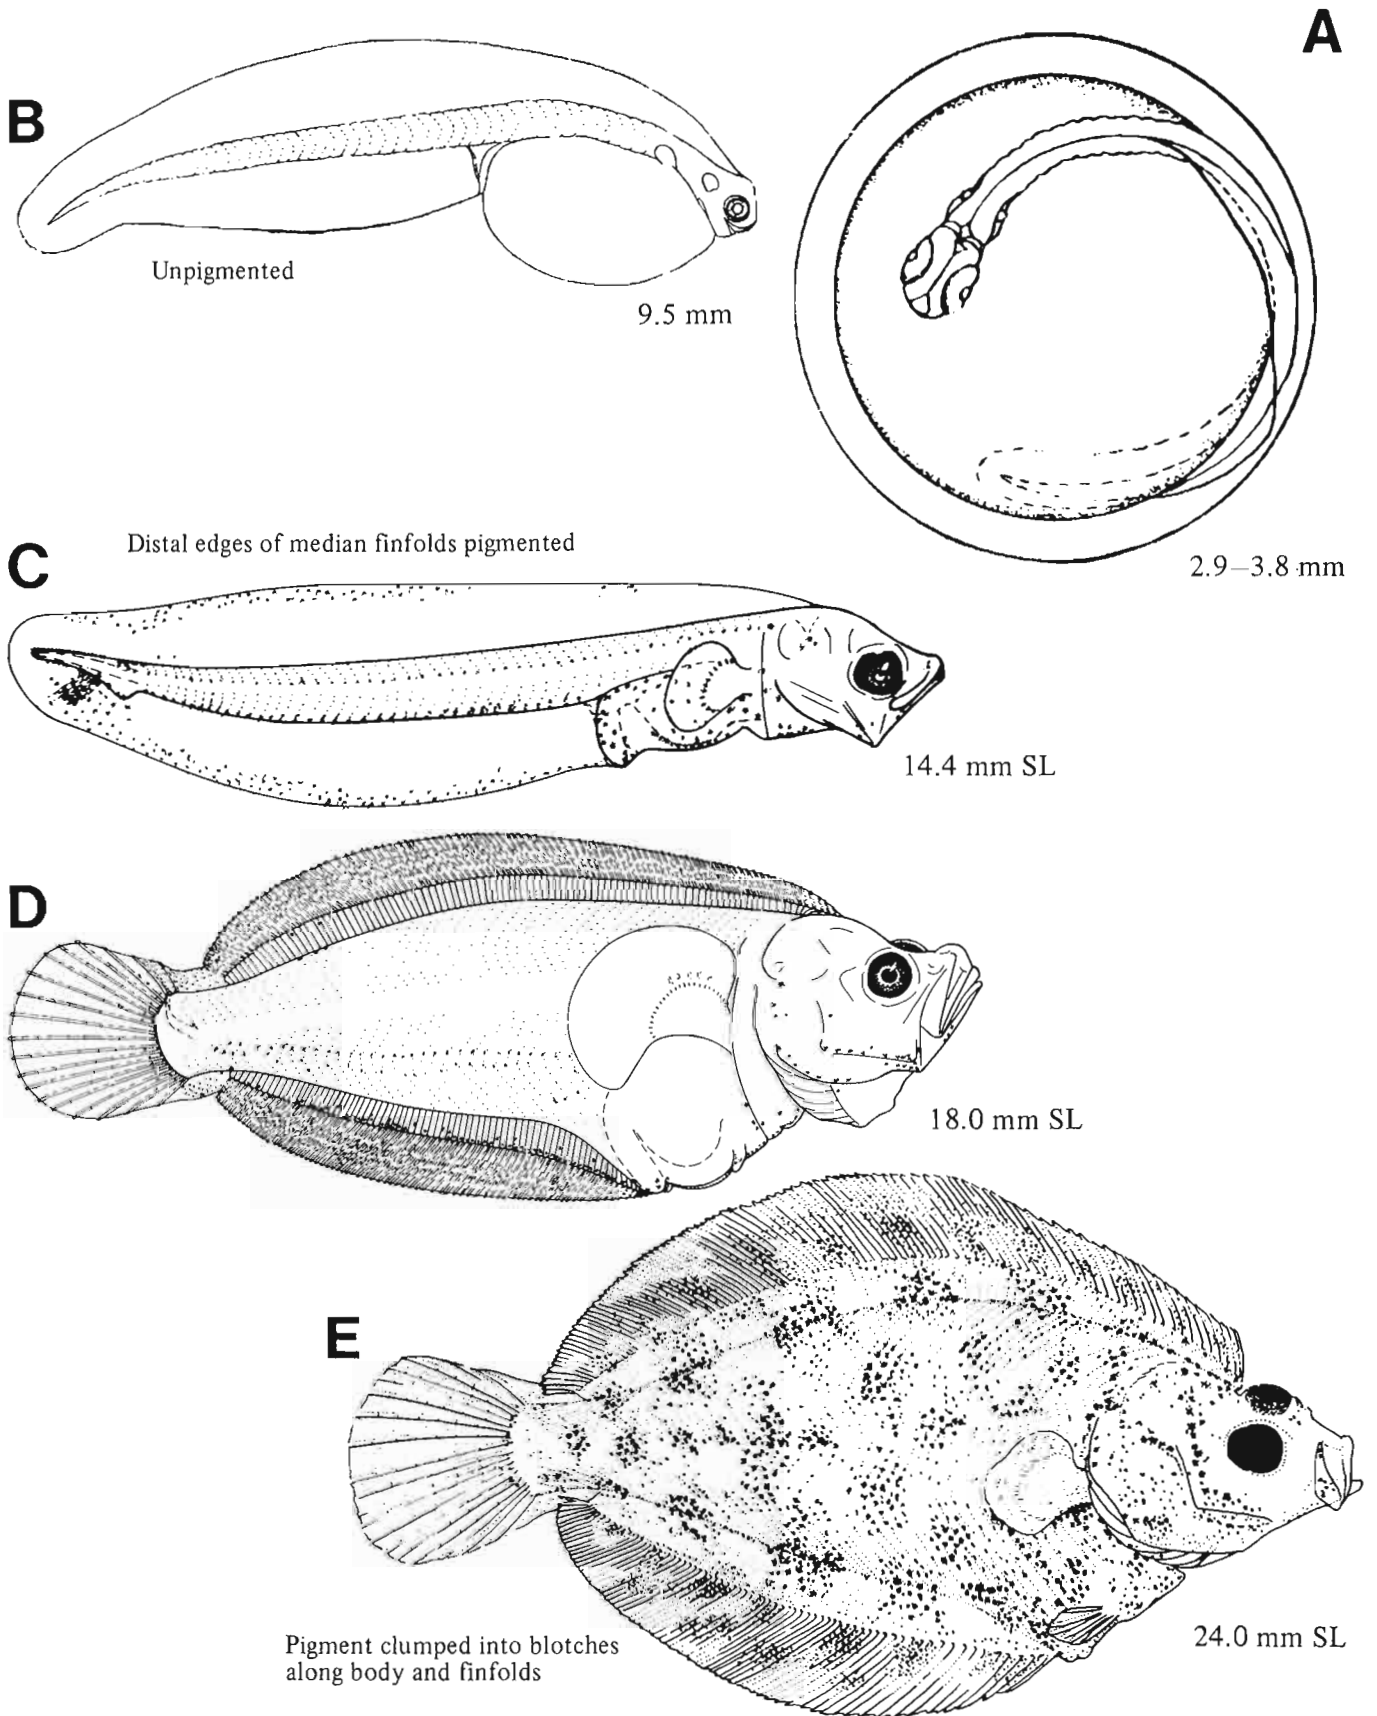 A
B
Unpigmented
9.5 mm
2.9–3.8 mm
Distal edges of median finfolds pigmented
C
14.4 mm SL
D
18.0 mm SL
E
24.0 mm SL
Pigment clumped into blotches
along body and finfolds